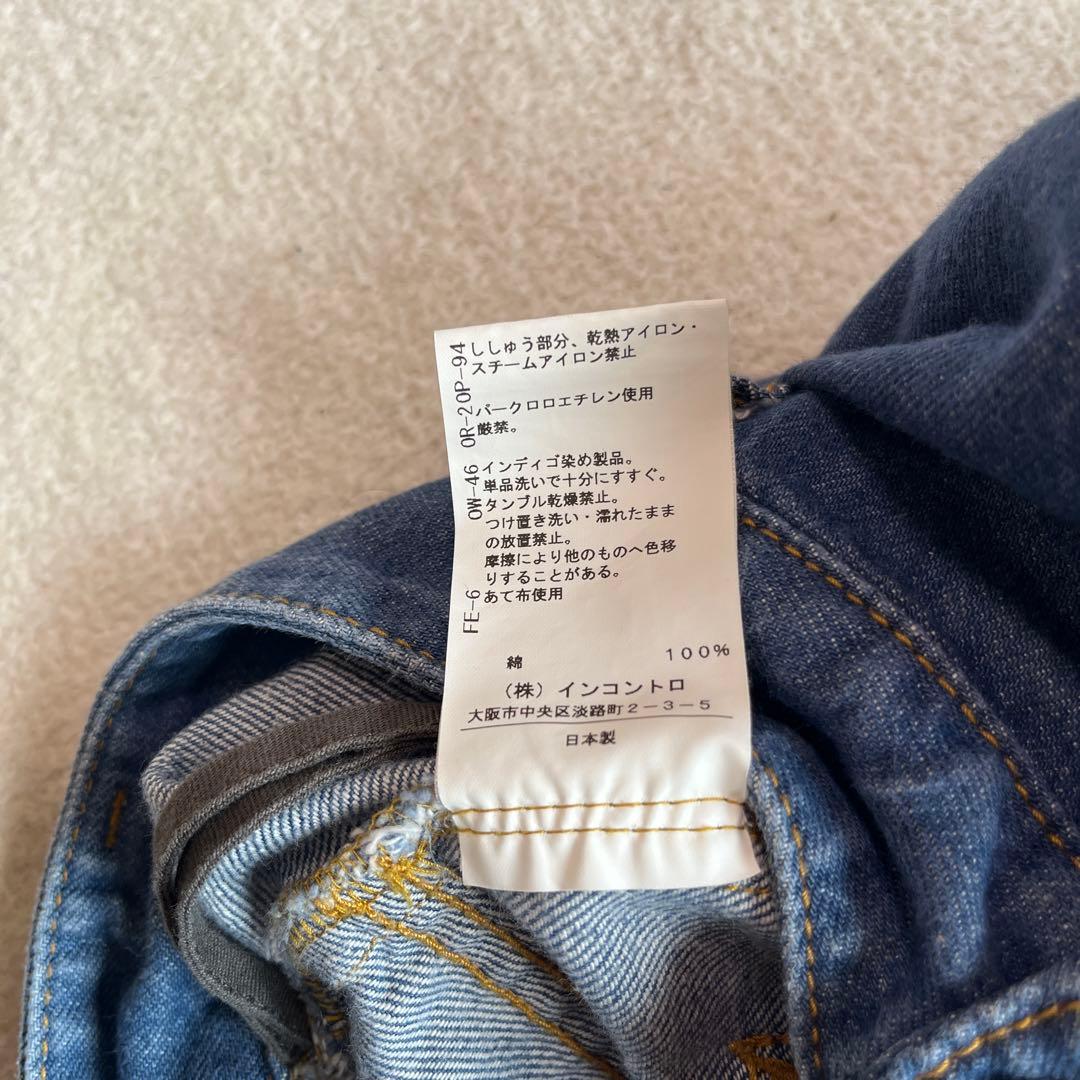 ししゅう部分、乾熱アイロン・
スチームアイロン禁止
パークロロエチレン使用
厳禁。
インディゴ染め製品。
単品洗いで十分にすすぐ。
タンブル乾燥禁止。
つけ置き洗い・濡れたまま
の放置禁止。
摩擦により他のものへ色移
りすることがある。
あて布使用
FE-6 OW-46 OR-20P-94
綿 100%
(株)インコントロ
大阪市中央区淡路町2-3-5
日本製